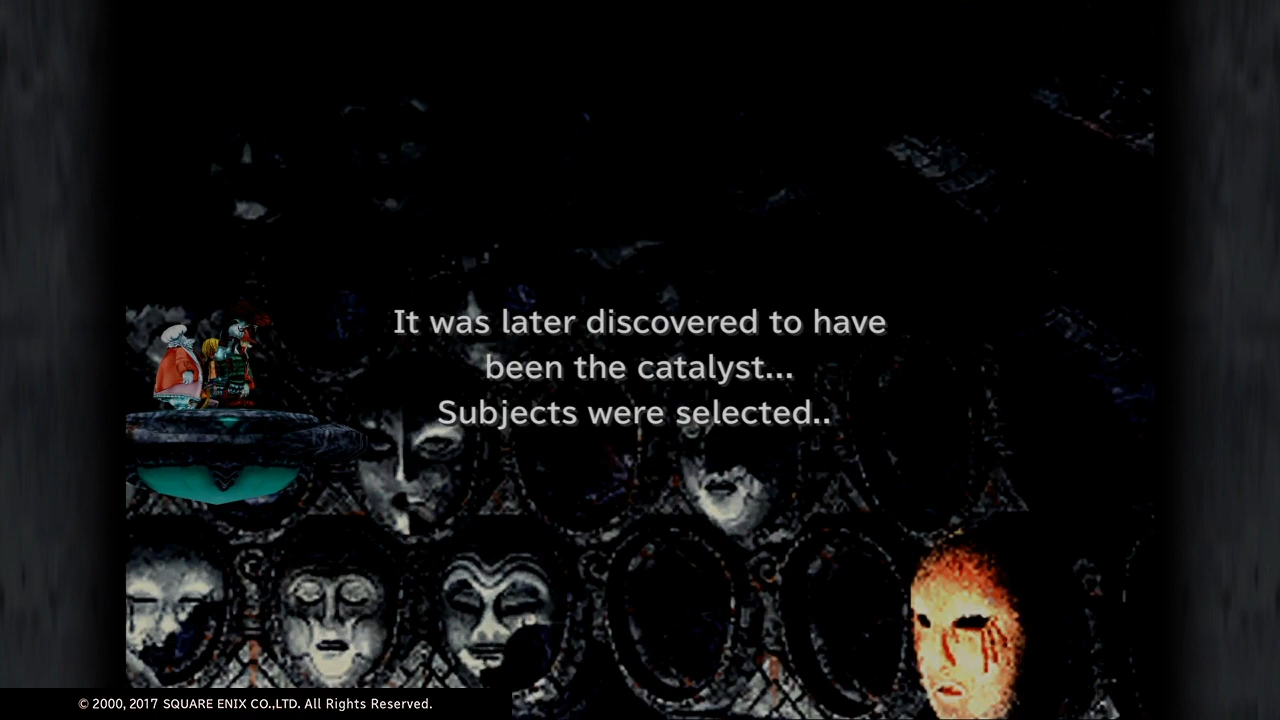 It was later discovered to have
been the catalyst...
Subjects were selected..
© 2000, 2017 SQUARE ENIX CO.,LTD. All Rights Reserved.